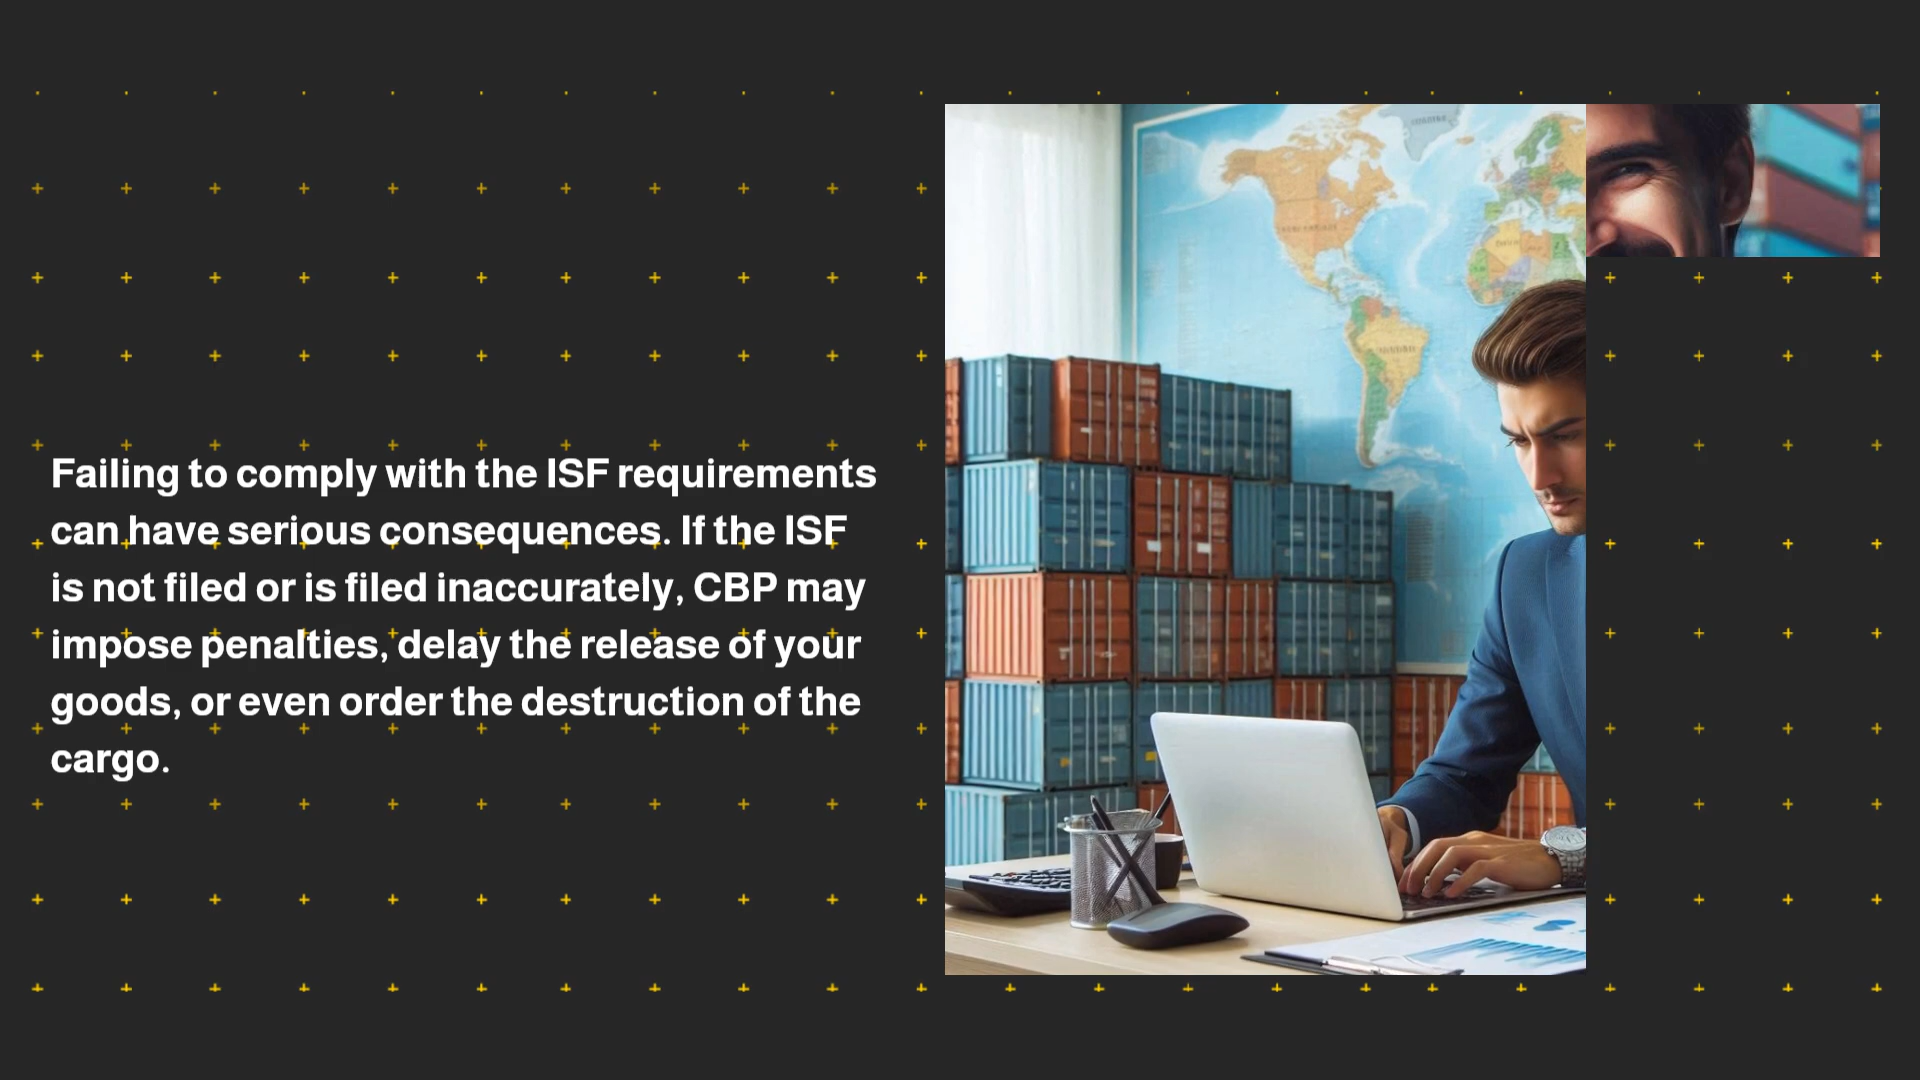 Failing to comply with the ISF requirements
can have serious consequences. If the ISF
is not filed or is filed inaccurately, CBP may
impose penalties, delay the release of your
goods, or even order the destruction of the
cargo.